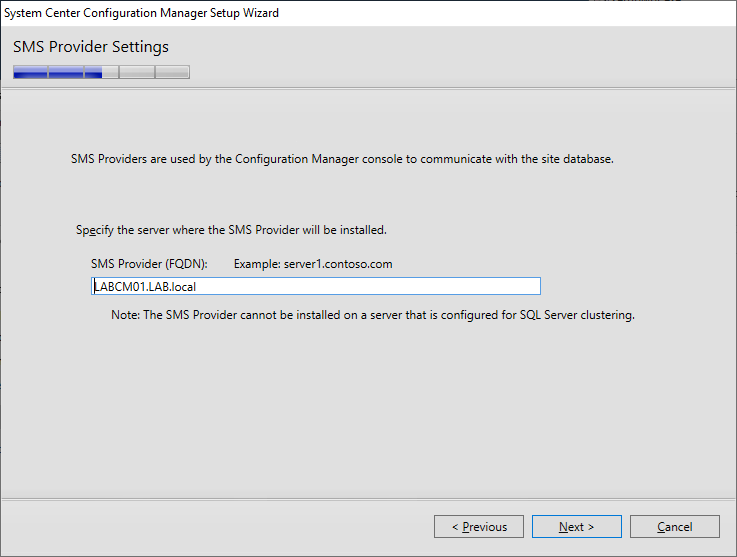 System Center Configuration Manager Setup Wizard
SMS Provider Settings
SMS Providers are used by the Configuration Manager console to communicate with the site database.
Specify the server where the SMS Provider will be installed.
SMS Provider (FQDN): Example: server1.contoso.com
LABCM01.LAB.local
Note: The SMS Provider cannot be installed on a server that is configured for SQL Server clustering.
< Previous Next > Cancel